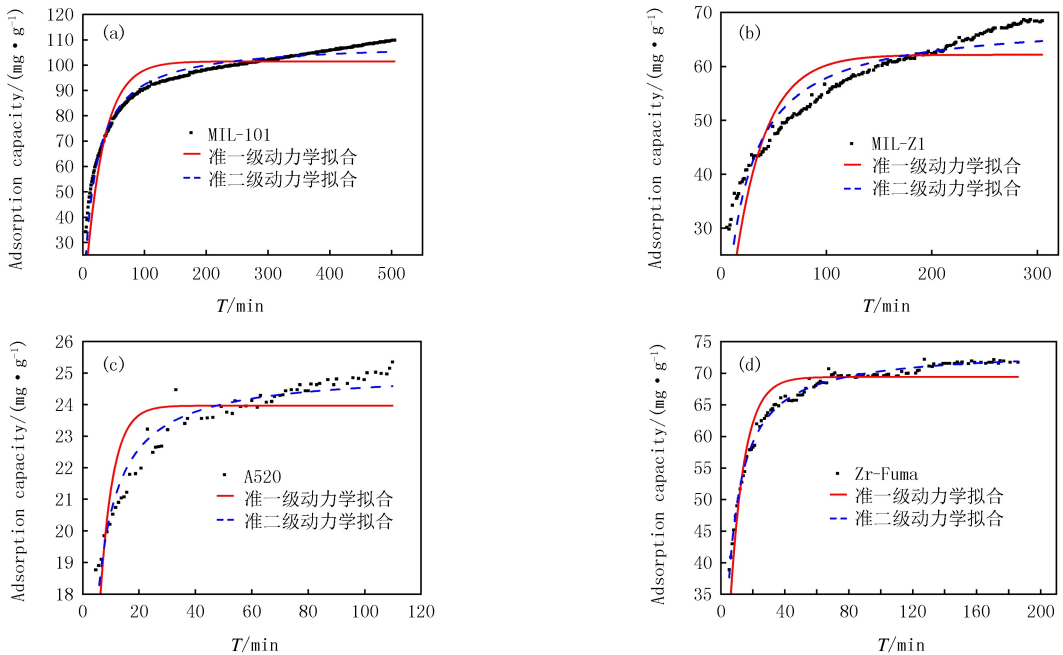 (a)
Adsorption capacity/(mg•g⁻¹)
120
110
100
90
80
70
60
50
40
30
MIL-101
准一级动力学拟合
准二级动力学拟合
0 100 200 300 400 500
T/min
(b)
Adsorption capacity/(mg•g⁻¹)
70
60
50
40
30
MIL-Z1
准一级动力学拟合
准二级动力学拟合
0 100 200 300
T/min
(c)
Adsorption capacity/(mg•g⁻¹)
26
25
24
23
22
21
20
19
18
A520
准一级动力学拟合
准二级动力学拟合
0 20 40 60 80 100 120
T/min
(d)
Adsorption capacity/(mg•g⁻¹)
75
70
65
60
55
50
45
40
35
Zr-Fuma
准一级动力学拟合
准二级动力学拟合
0 40 80 120 160 200
T/min